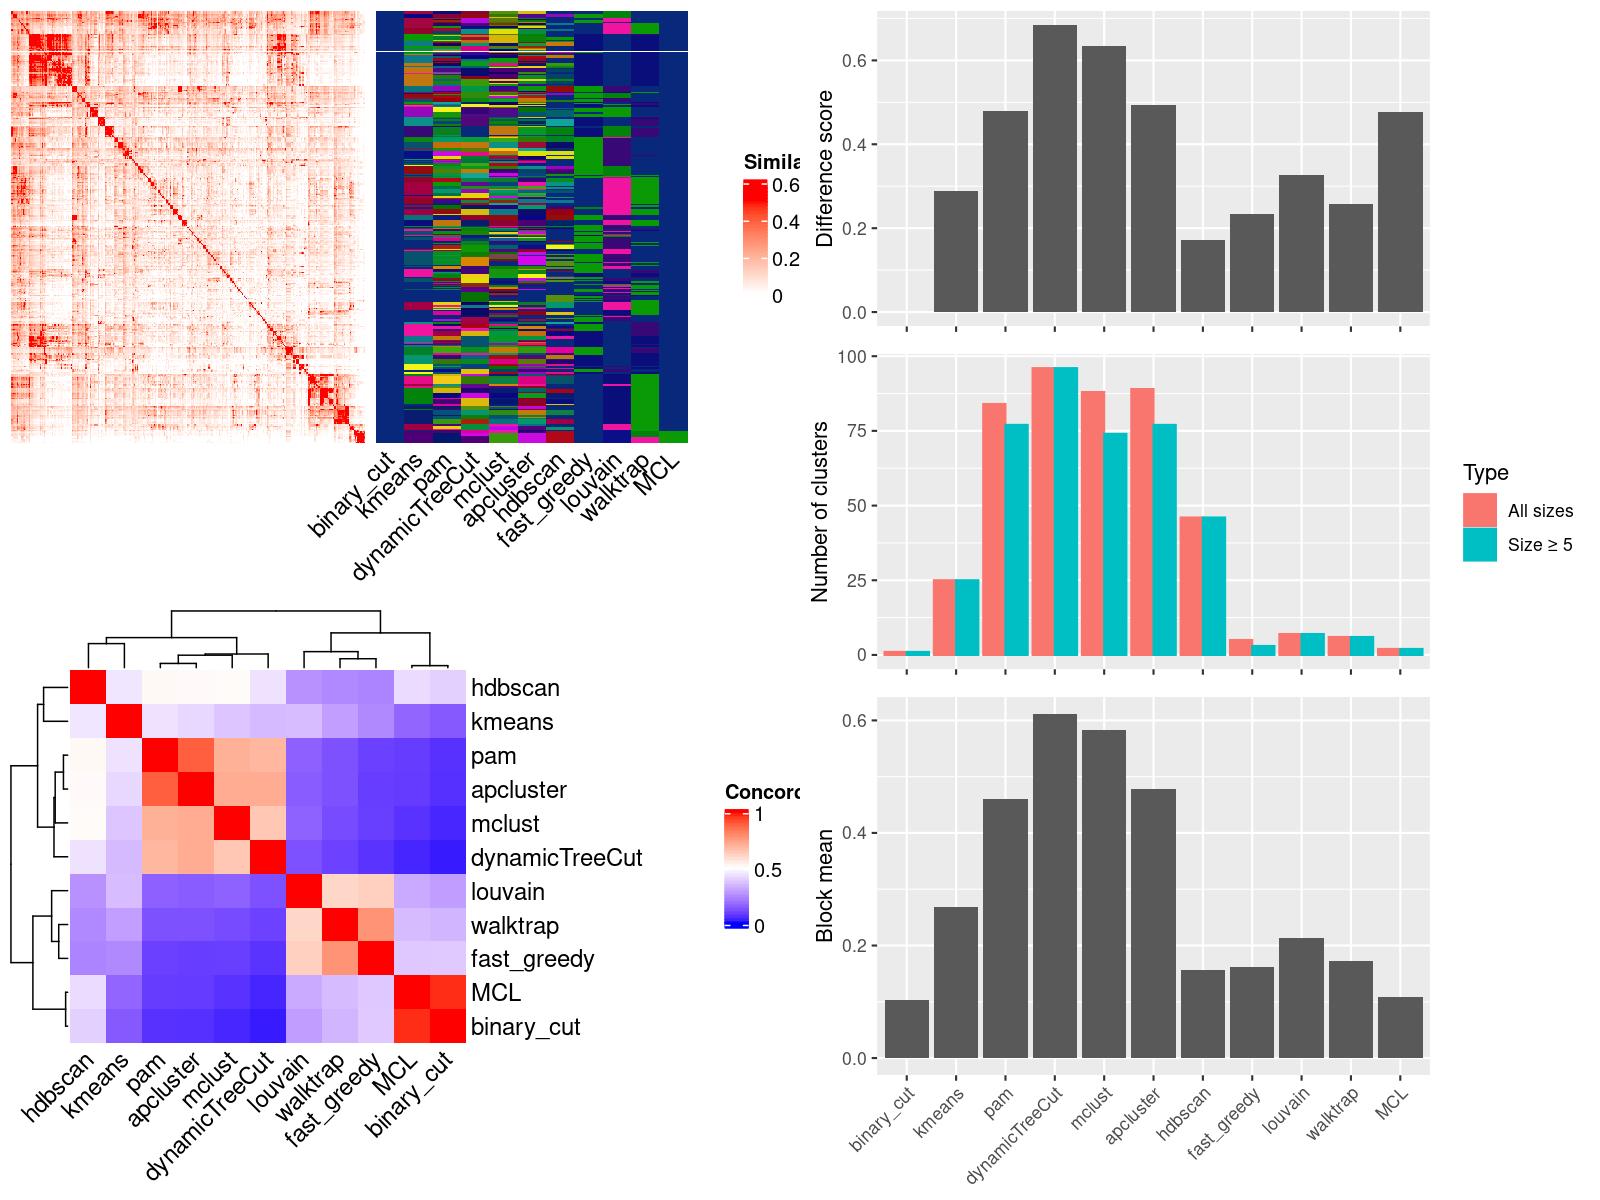 Simila
0.6
0.4
0.2
0
binary_cut
kmeans
pam
dynamicTreeCut
mclust
apcluster
hdbscan
fast_greedy
louvain
walktrap
MCL
hdbscan
kmeans
pam
apcluster
mclust
dynamicTreeCut
louvain
walktrap
fast_greedy
MCL
binary_cut
hdbscan
kmeans
pam
apcluster
mclust
dynamicTreeCut
louvain
walktrap
fast_greedy
MCL
binary_cut
Concord
1
0.5
0
Difference score
0.6
0.4
0.2
0.0
Number of clusters
100
75
50
25
0
Type
All sizes
Size ≥ 5
Block mean
0.6
0.4
0.2
0.0
binary_cut
kmeans
pam
dynamicTreeCut
mclust
apcluster
hdbscan
fast_greedy
louvain
walktrap
MCL